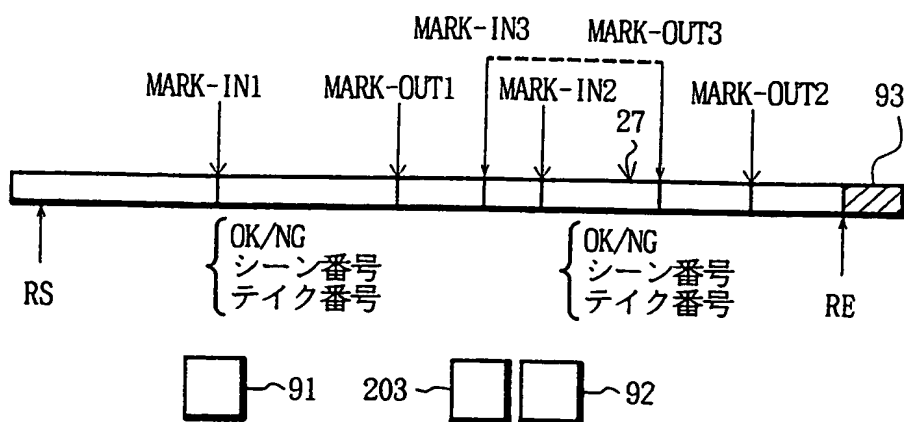 MARK-IN3 MARK-OUT3
MARK-IN1 MARK-OUT1 MARK-IN2 MARK-OUT2 93
27
OK/NG OK/NG
シーン番号 シーン番号
RS テイク番号 テイク番号 RE
91 203 92